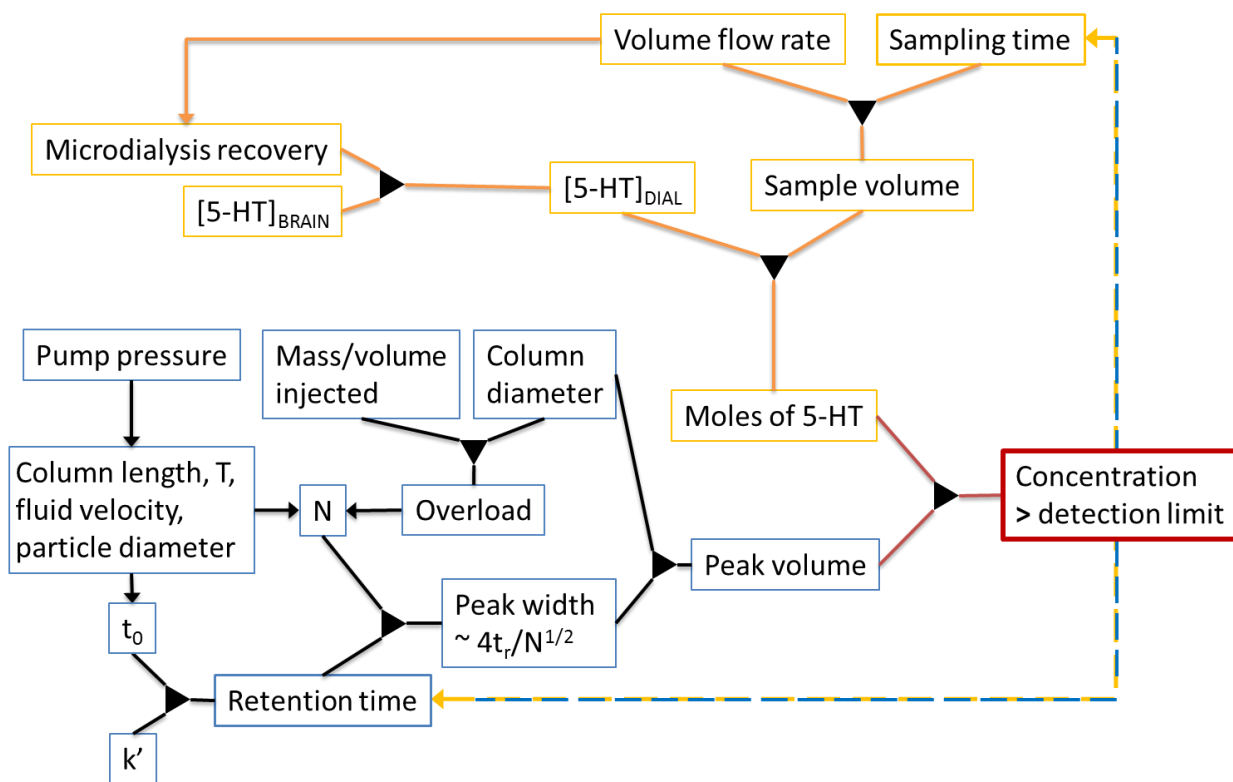 Volume flow rate
Sampling time
Microdialysis recovery
[5-HT]BRAIN
[5-HT]DIAL
Sample volume
Pump pressure
Mass/volume
injected
Column
diameter
Moles of 5-HT
Column length, T,
fluid velocity,
particle diameter
N
Overload
Concentration
> detection limit
Peak volume
Peak width
~ 4tr/N1/2
t0
Retention time
k’